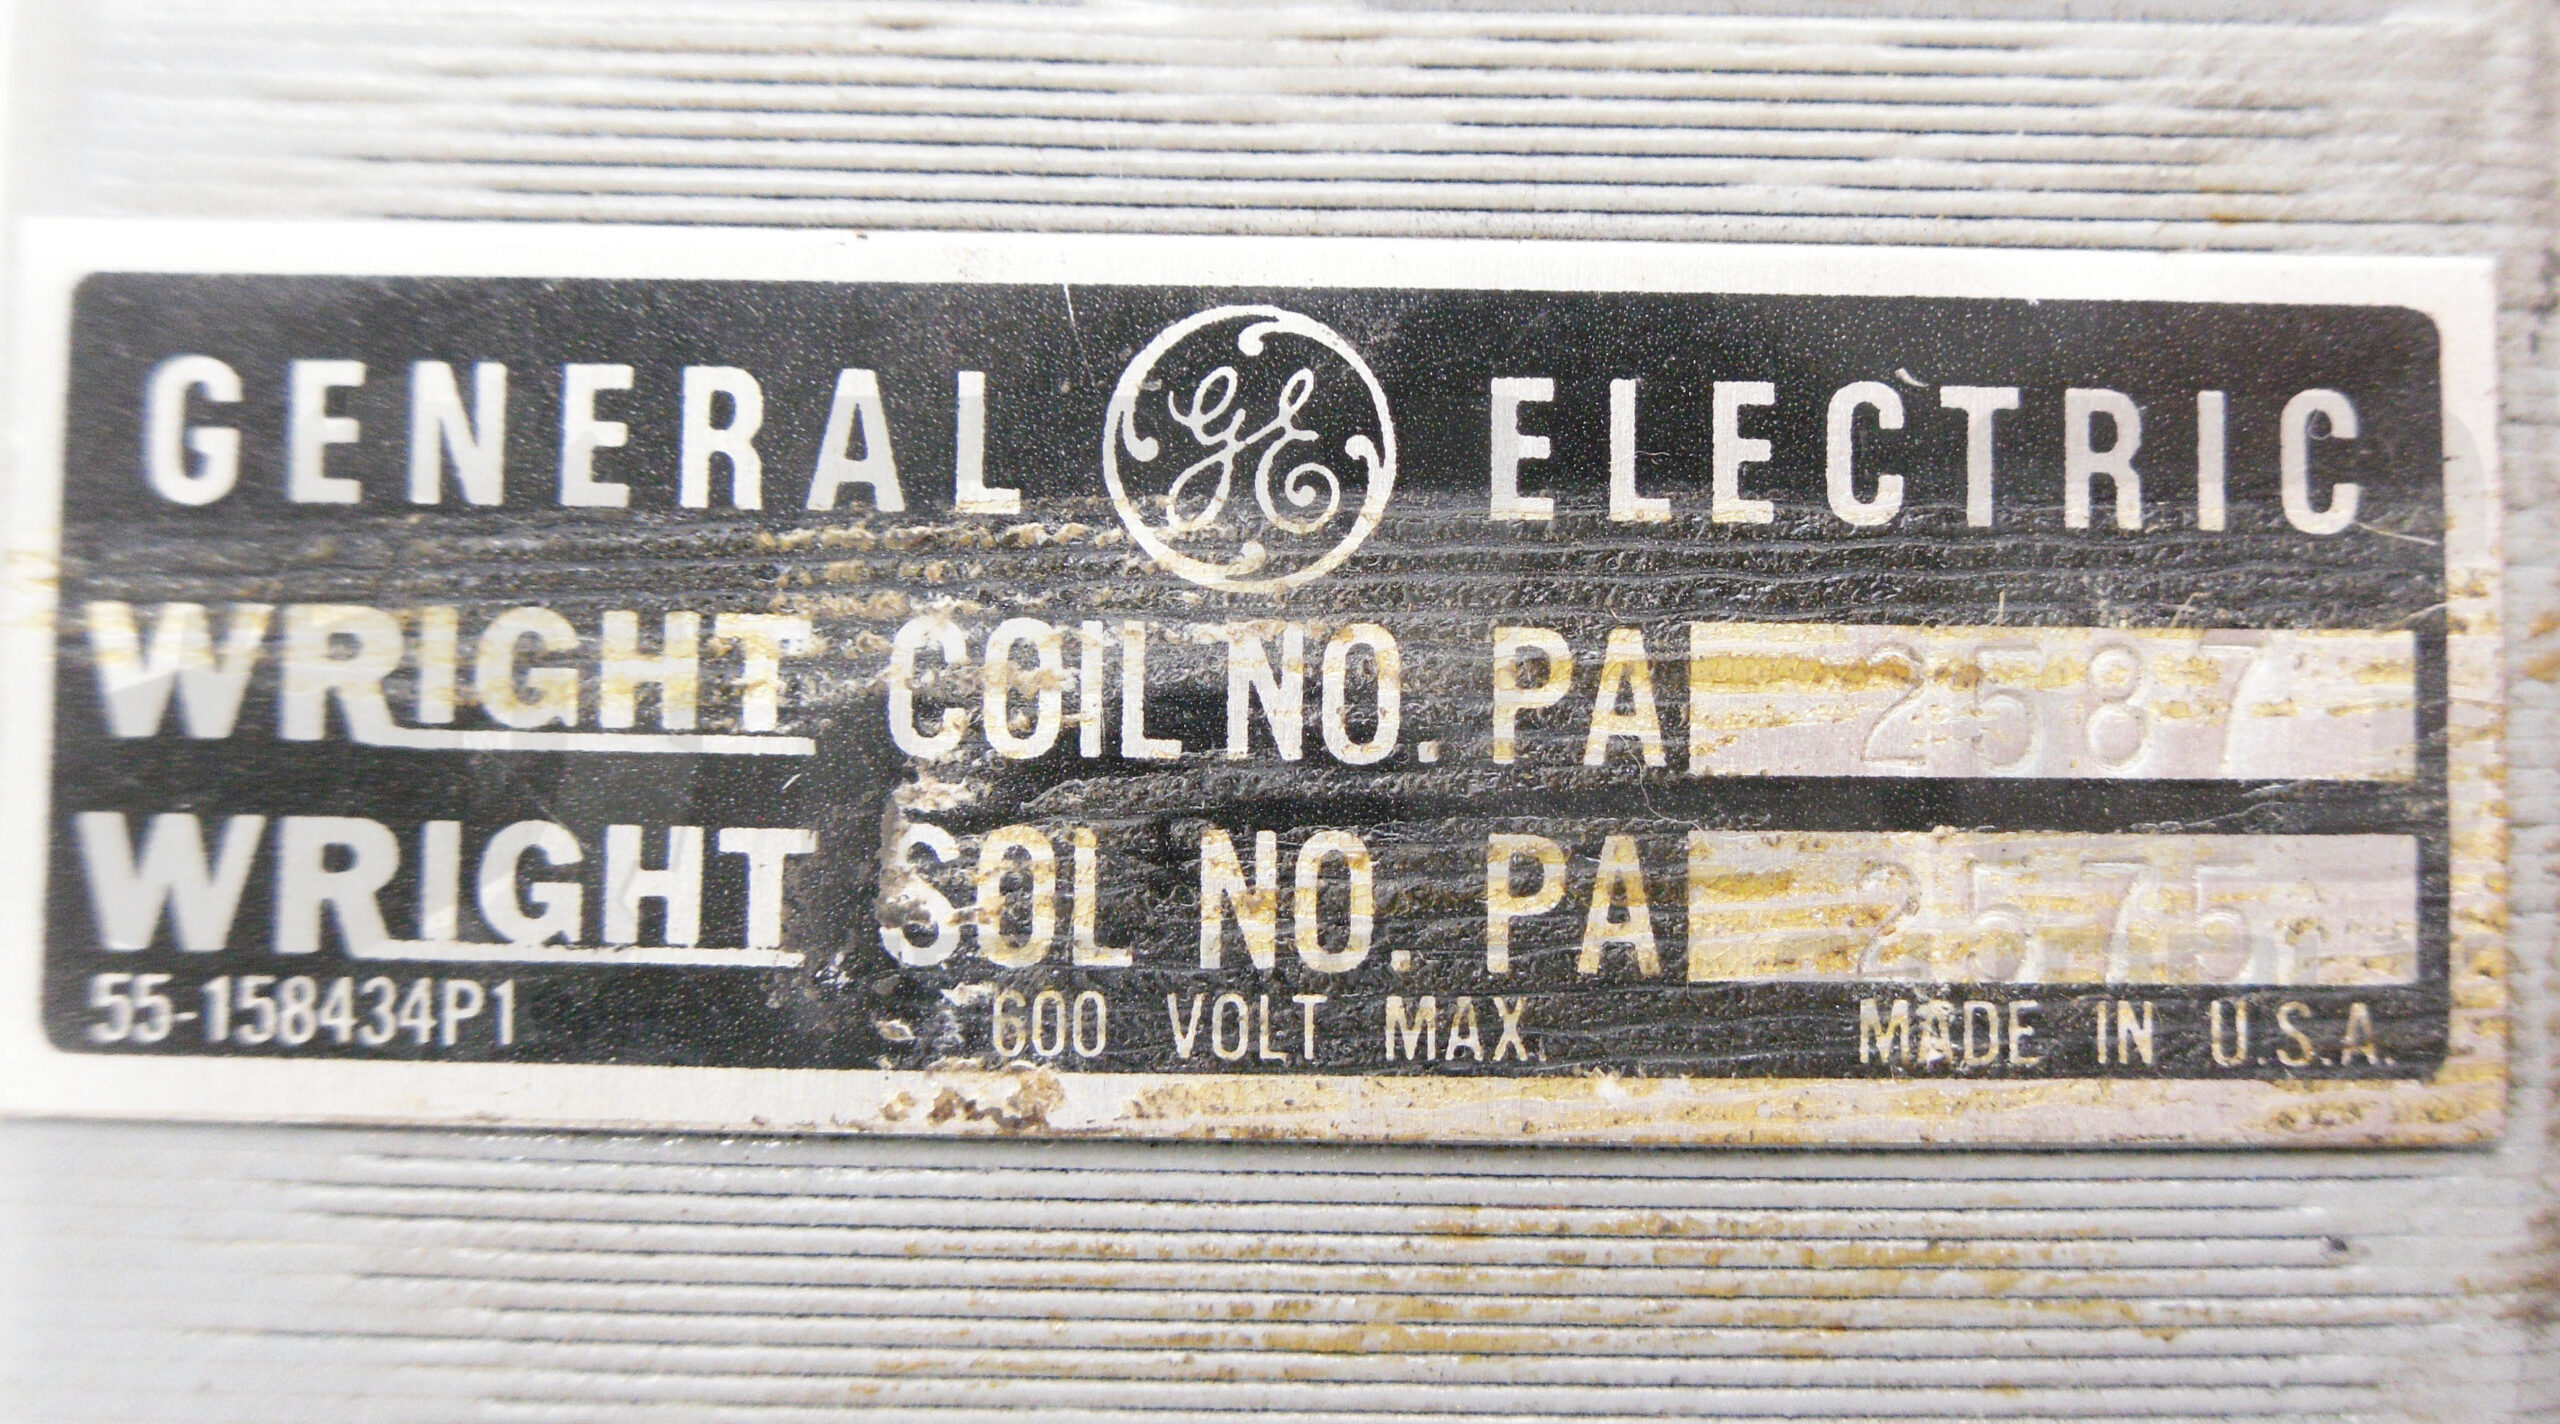 GENERAL GE ELECTRIC
WRIGHT COIL NO. PA 2587
WRIGHT SOL NO. PA 2575
55-158434P1 600 VOLT MAX. MADE IN U.S.A.